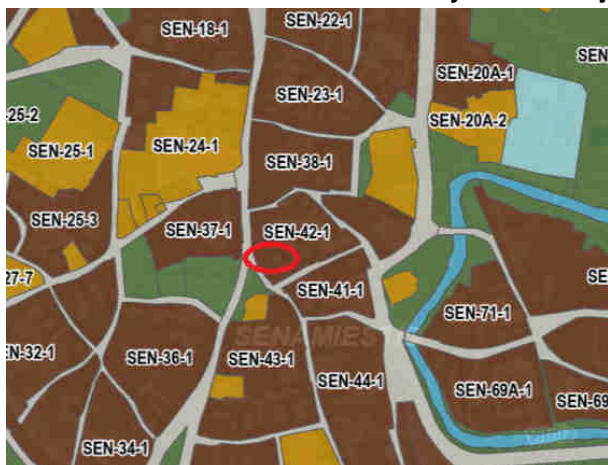 SEN-18-1
SEN-22-1
SEN
SEN-20A-1
SEN-23-1
-25-2
SEN-20A-2
SEN-25-1
SEN-24-1
SEN-38-1
SEN-25-3
SEN-37-1
SEN-42-1
27-7
SE
SEN-41-1
SEN-71-1
SENAMIEST
EN-32-1
SEN-36-1
SEN-43-1
SEN-44-1
SEN-69A-1
SEN-69
SEN-34-1